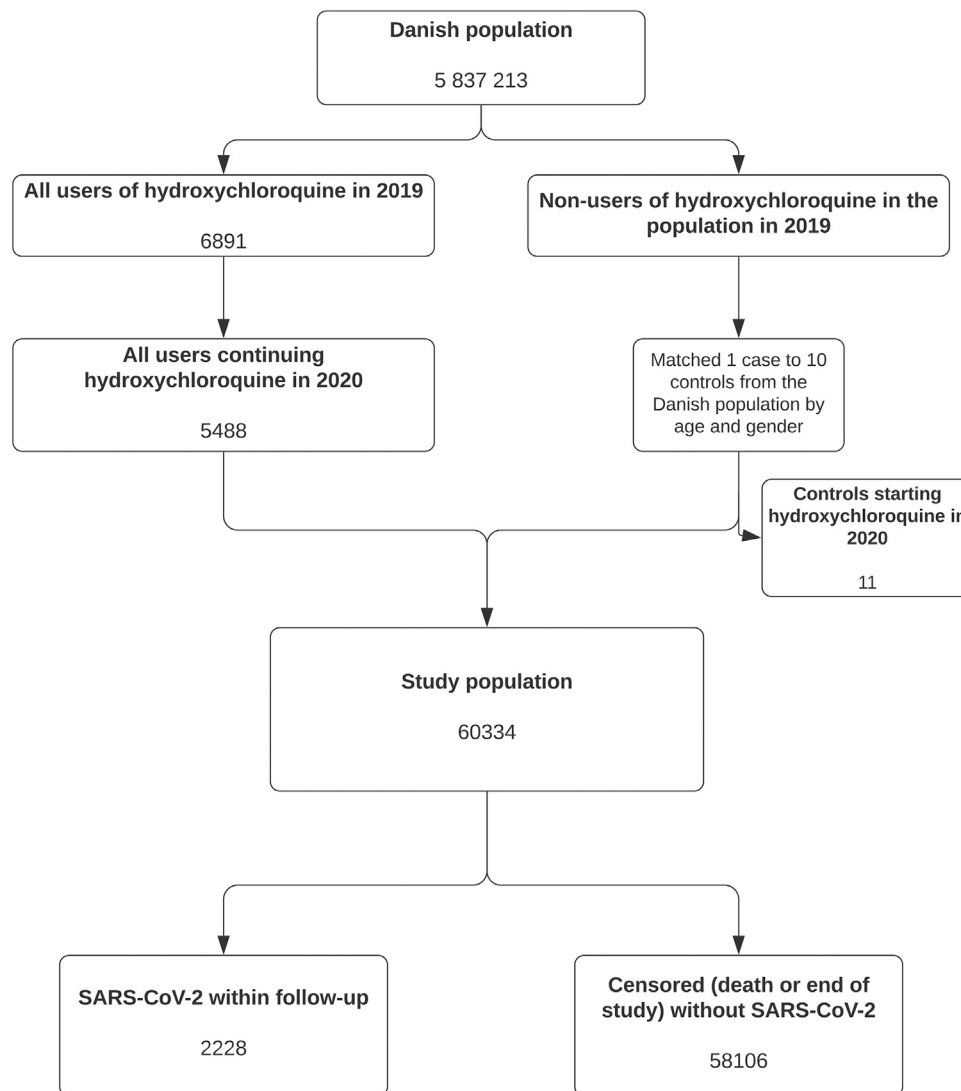 Danish population
5 837 213
All users of hydroxychloroquine in 2019
6891
Non-users of hydroxychloroquine in the
population in 2019
All users continuing
hydroxychloroquine in 2020
5488
Matched 1 case to 10
controls from the
Danish population by
age and gender
Controls starting
hydroxychloroquine in
2020
11
Study population
60334
SARS-CoV-2 within follow-up
2228
Censored (death or end of
study) without SARS-CoV-2
58106